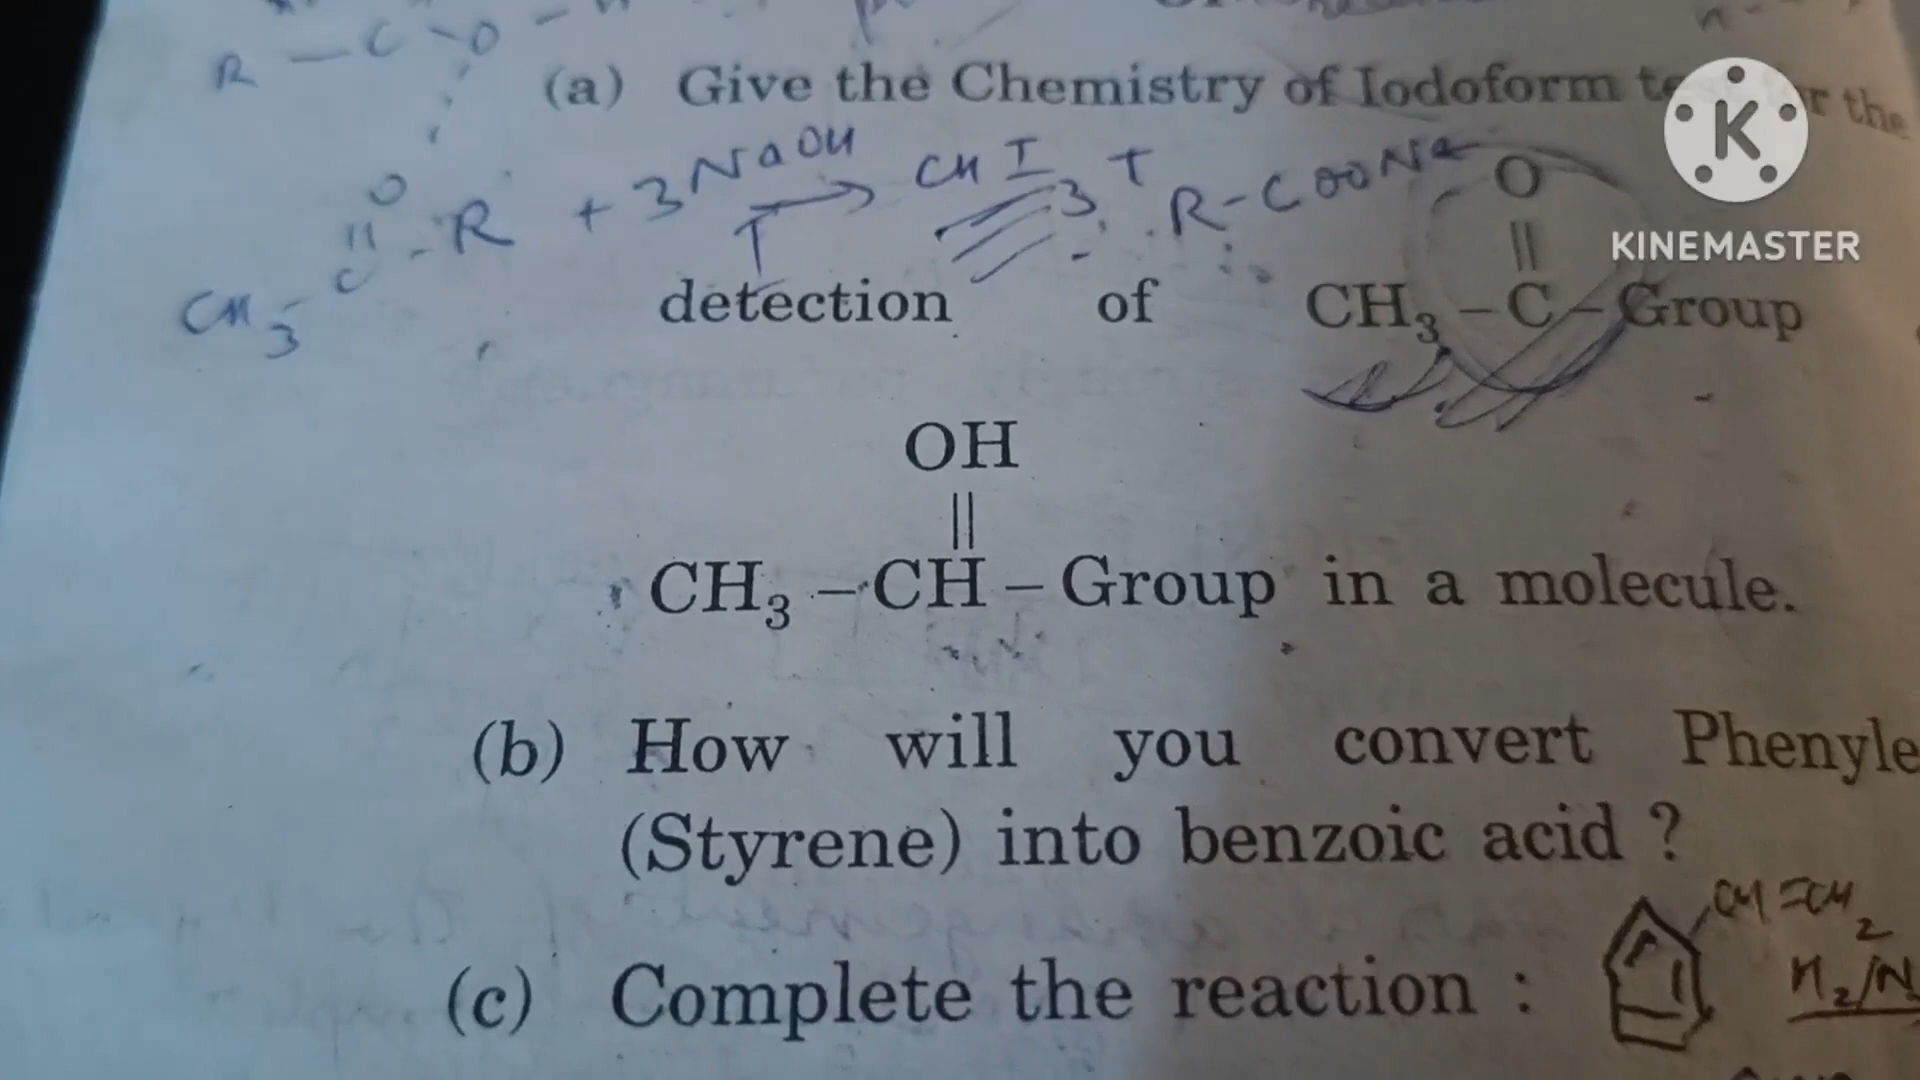 R - C - O - H
(a) Give the Chemistry of Iodoform the
O
CH3 - C - R + 3NaOH → CHI3 + R-COONa
||
I
O
||
detection of CH3 – C – Group
KINEMASTER
OH
||
CH3 – CH – Group in a molecule.
(b) How will you convert Phenyle
(Styrene) into benzoic acid ?
CH=CH2
(c) Complete the reaction :
H2/N